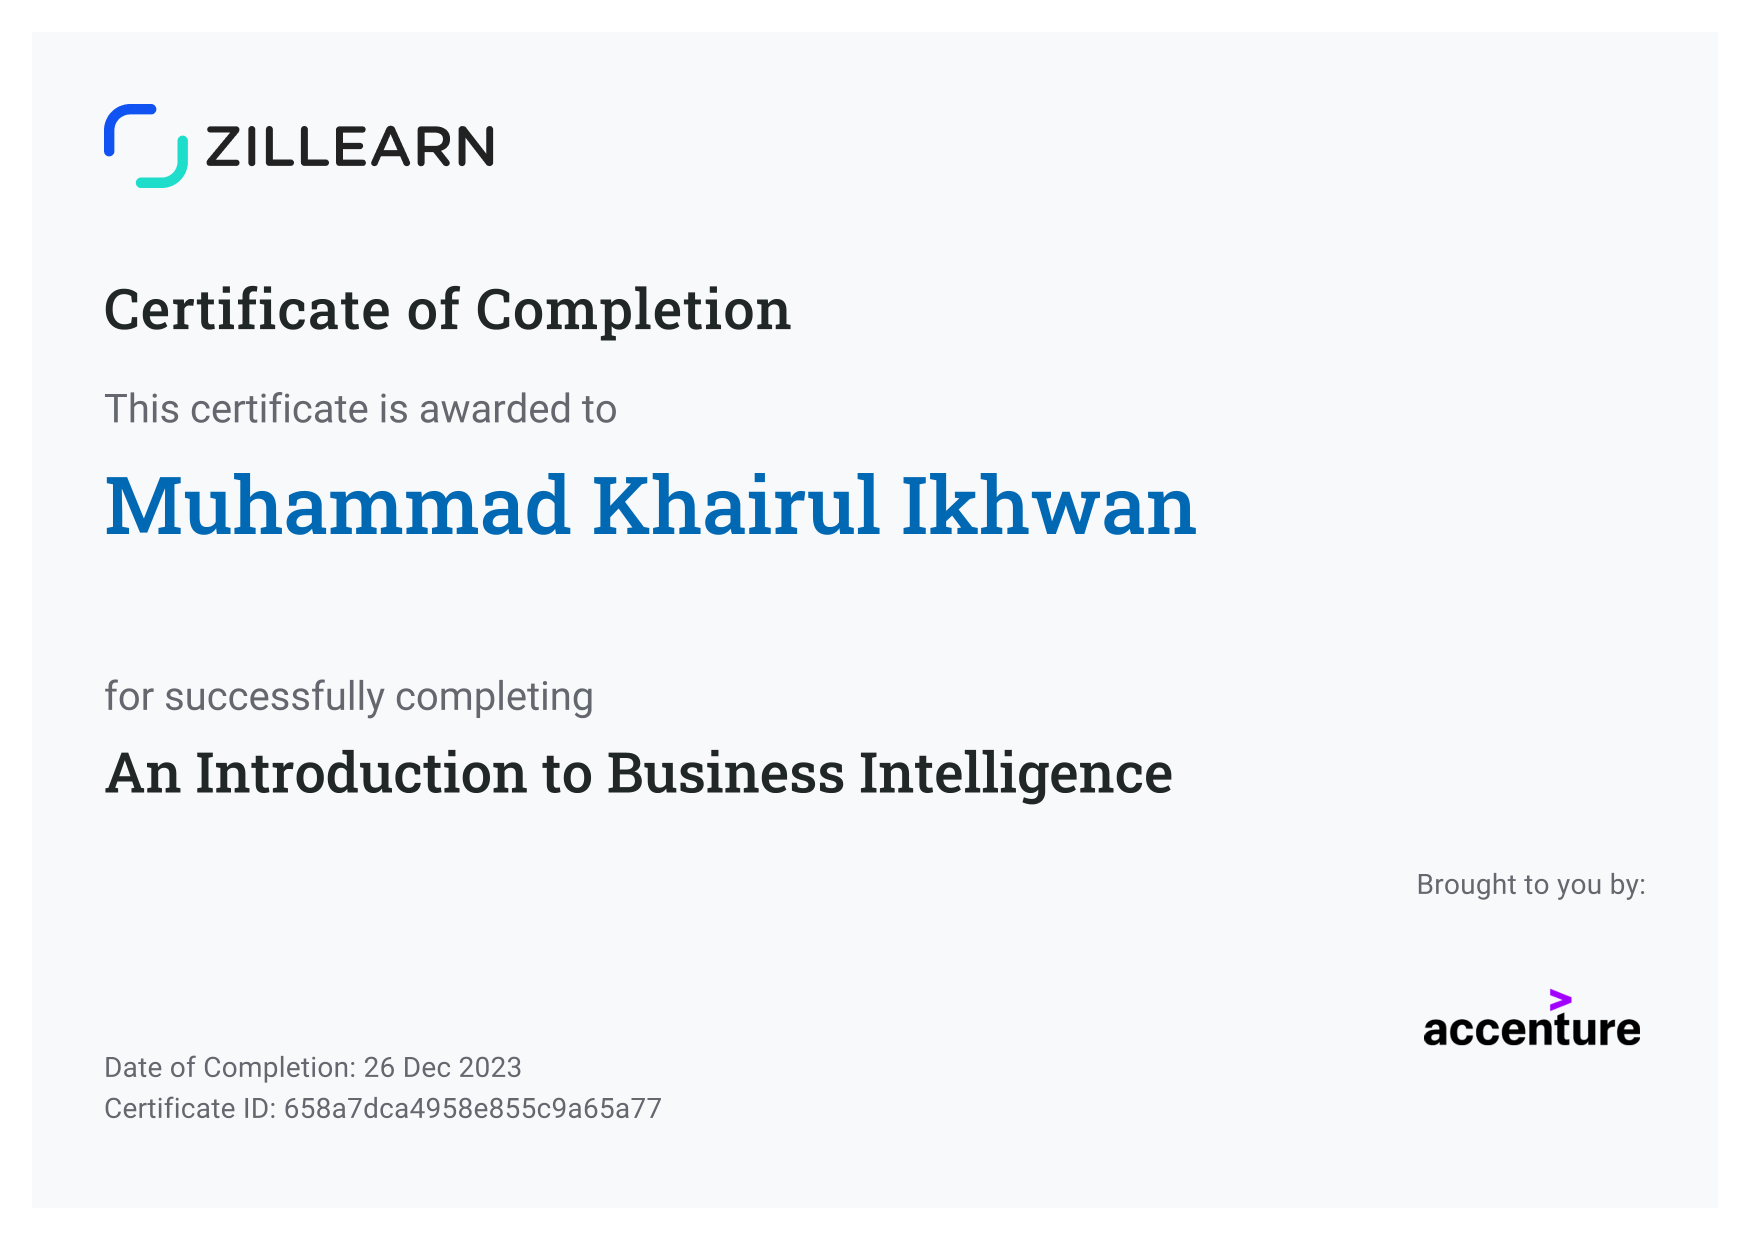 ZILLEARN
Certificate of Completion
This certificate is awarded to
Muhammad Khairul Ikhwan
for successfully completing
An Introduction to Business Intelligence
Brought to you by:
accenture
Date of Completion: 26 Dec 2023
Certificate ID: 658a7dca4958e855c9a65a77